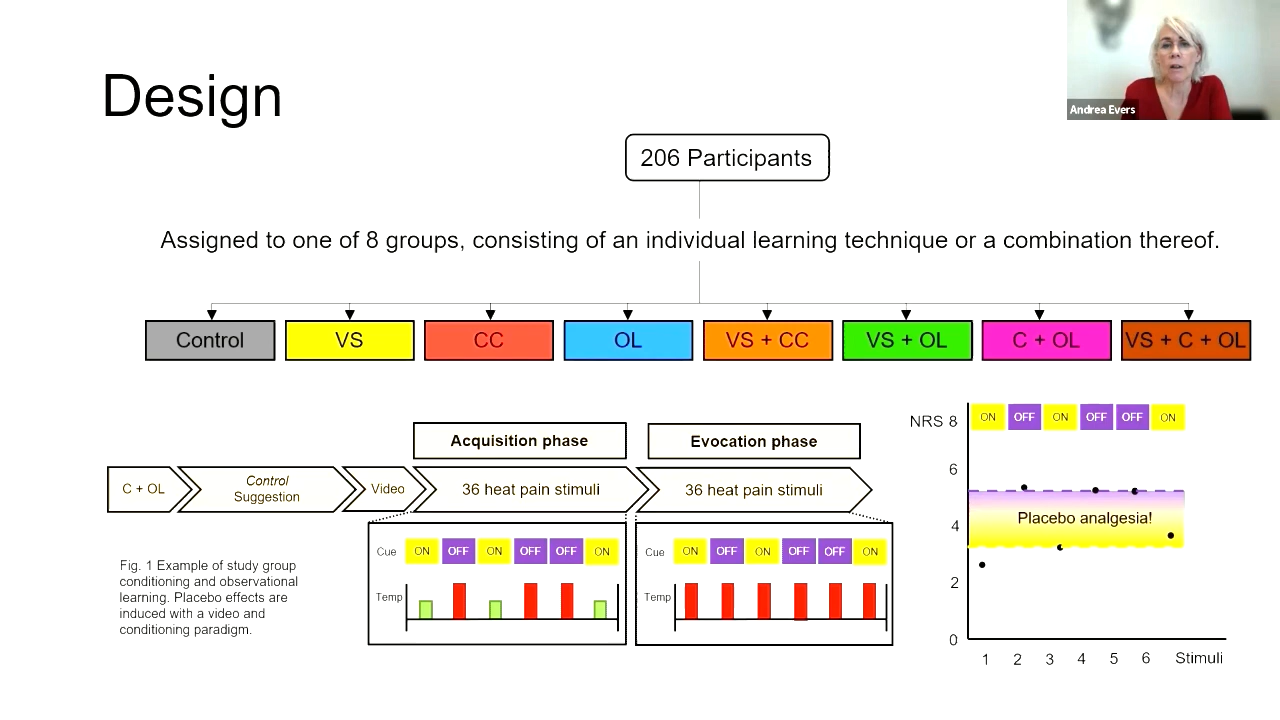 Design
Andrea Evers
206 Participants
Assigned to one of 8 groups, consisting of an individual learning technique or a combination thereof.
Control
VS
CC
OL
VS + CC
VS + OL
C + OL
VS + C + OL
Acquisition phase
Evocation phase
C + OL
Control
Suggestion
Video
36 heat pain stimuli
36 heat pain stimuli
Cue ON OFF ON OFF OFF ON
Temp
Cue ON OFF ON OFF OFF ON
Temp
Fig. 1 Example of study group
conditioning and observational
learning. Placebo effects are
induced with a video and
conditioning paradigm.
NRS 8
ON OFF ON OFF OFF ON
6
4
Placebo analgesia!
2
0
1 2 3 4 5 6 Stimuli